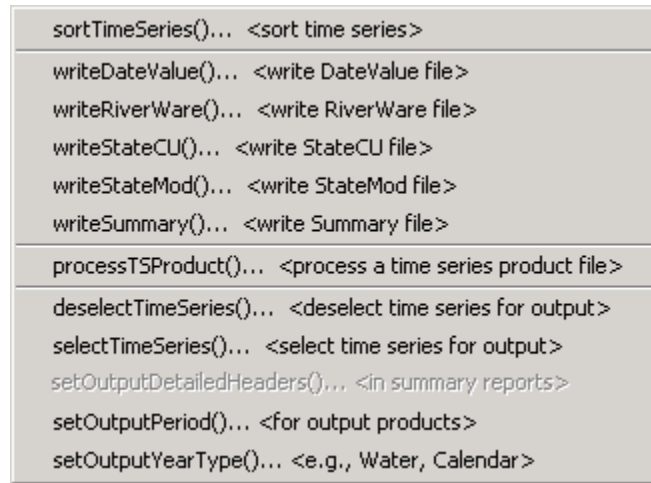 sortTimeSeries()... <sort time series>
writeDateValue()... <write DateValue file>
writeRiverWare()... <write RiverWare file>
writeStateCU()... <write StateCU file>
writeStateMod()... <write StateMod file>
writeSummary()... <write Summary file>
processTSProduct()... <process a time series product file>
deselectTimeSeries()... <deselect time series for output>
selectTimeSeries()... <select time series for output>
setOutputDetailedHeaders()... <in summary reports>
setOutputPeriod()... <for output products>
setOutputYearType()... <e.g., Water, Calendar>